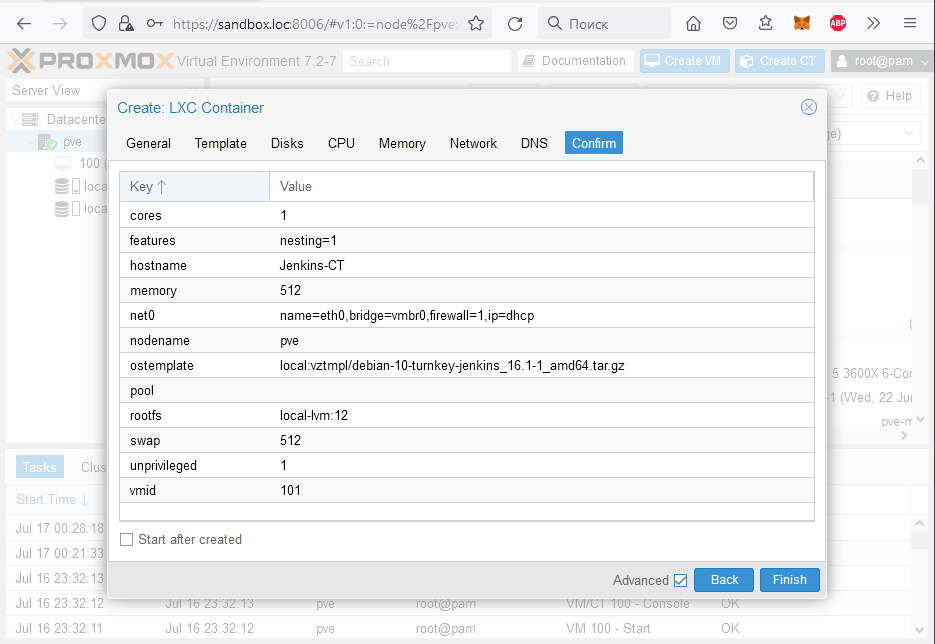 https://sandbox.loc:8006/#v1:0:=node%2Fpve:
Поиск
ABP
PROXMOX Virtual Environment 7.2-7
Search
Documentation
Create VM
Create CT
root@pam
Server View
Help
Datacente
pve
100 (
loca
loca
Create: LXC Container
General Template Disks CPU Memory Network DNS Confirm
Key Value
cores 1
features nesting=1
hostname Jenkins-CT
memory 512
net0 name=eth0,bridge=vmbr0,firewall=1,ip=dhcp
nodename pve
ostemplate local:vztmpl/debian-10-turnkey-jenkins_16.1-1_amd64.tar.gz
pool
rootfs local-lvm:12
swap 512
unprivileged 1
vmid 101
Start after created
Advanced Back Finish
5 3600X 6-Cor
-1 (Wed, 22 Jun
pve-m
Tasks Clus
Start Time
Jul 17 00:28:18
Jul 17 00:21:33
Jul 16 23:32:13
Jul 16 23:32:12 Jul 16 23:32:13 pve root@pam VM/CT 100 - Console OK
Jul 16 23:32:11 Jul 16 23:32:12 pve root@pam VM 100 - Start OK